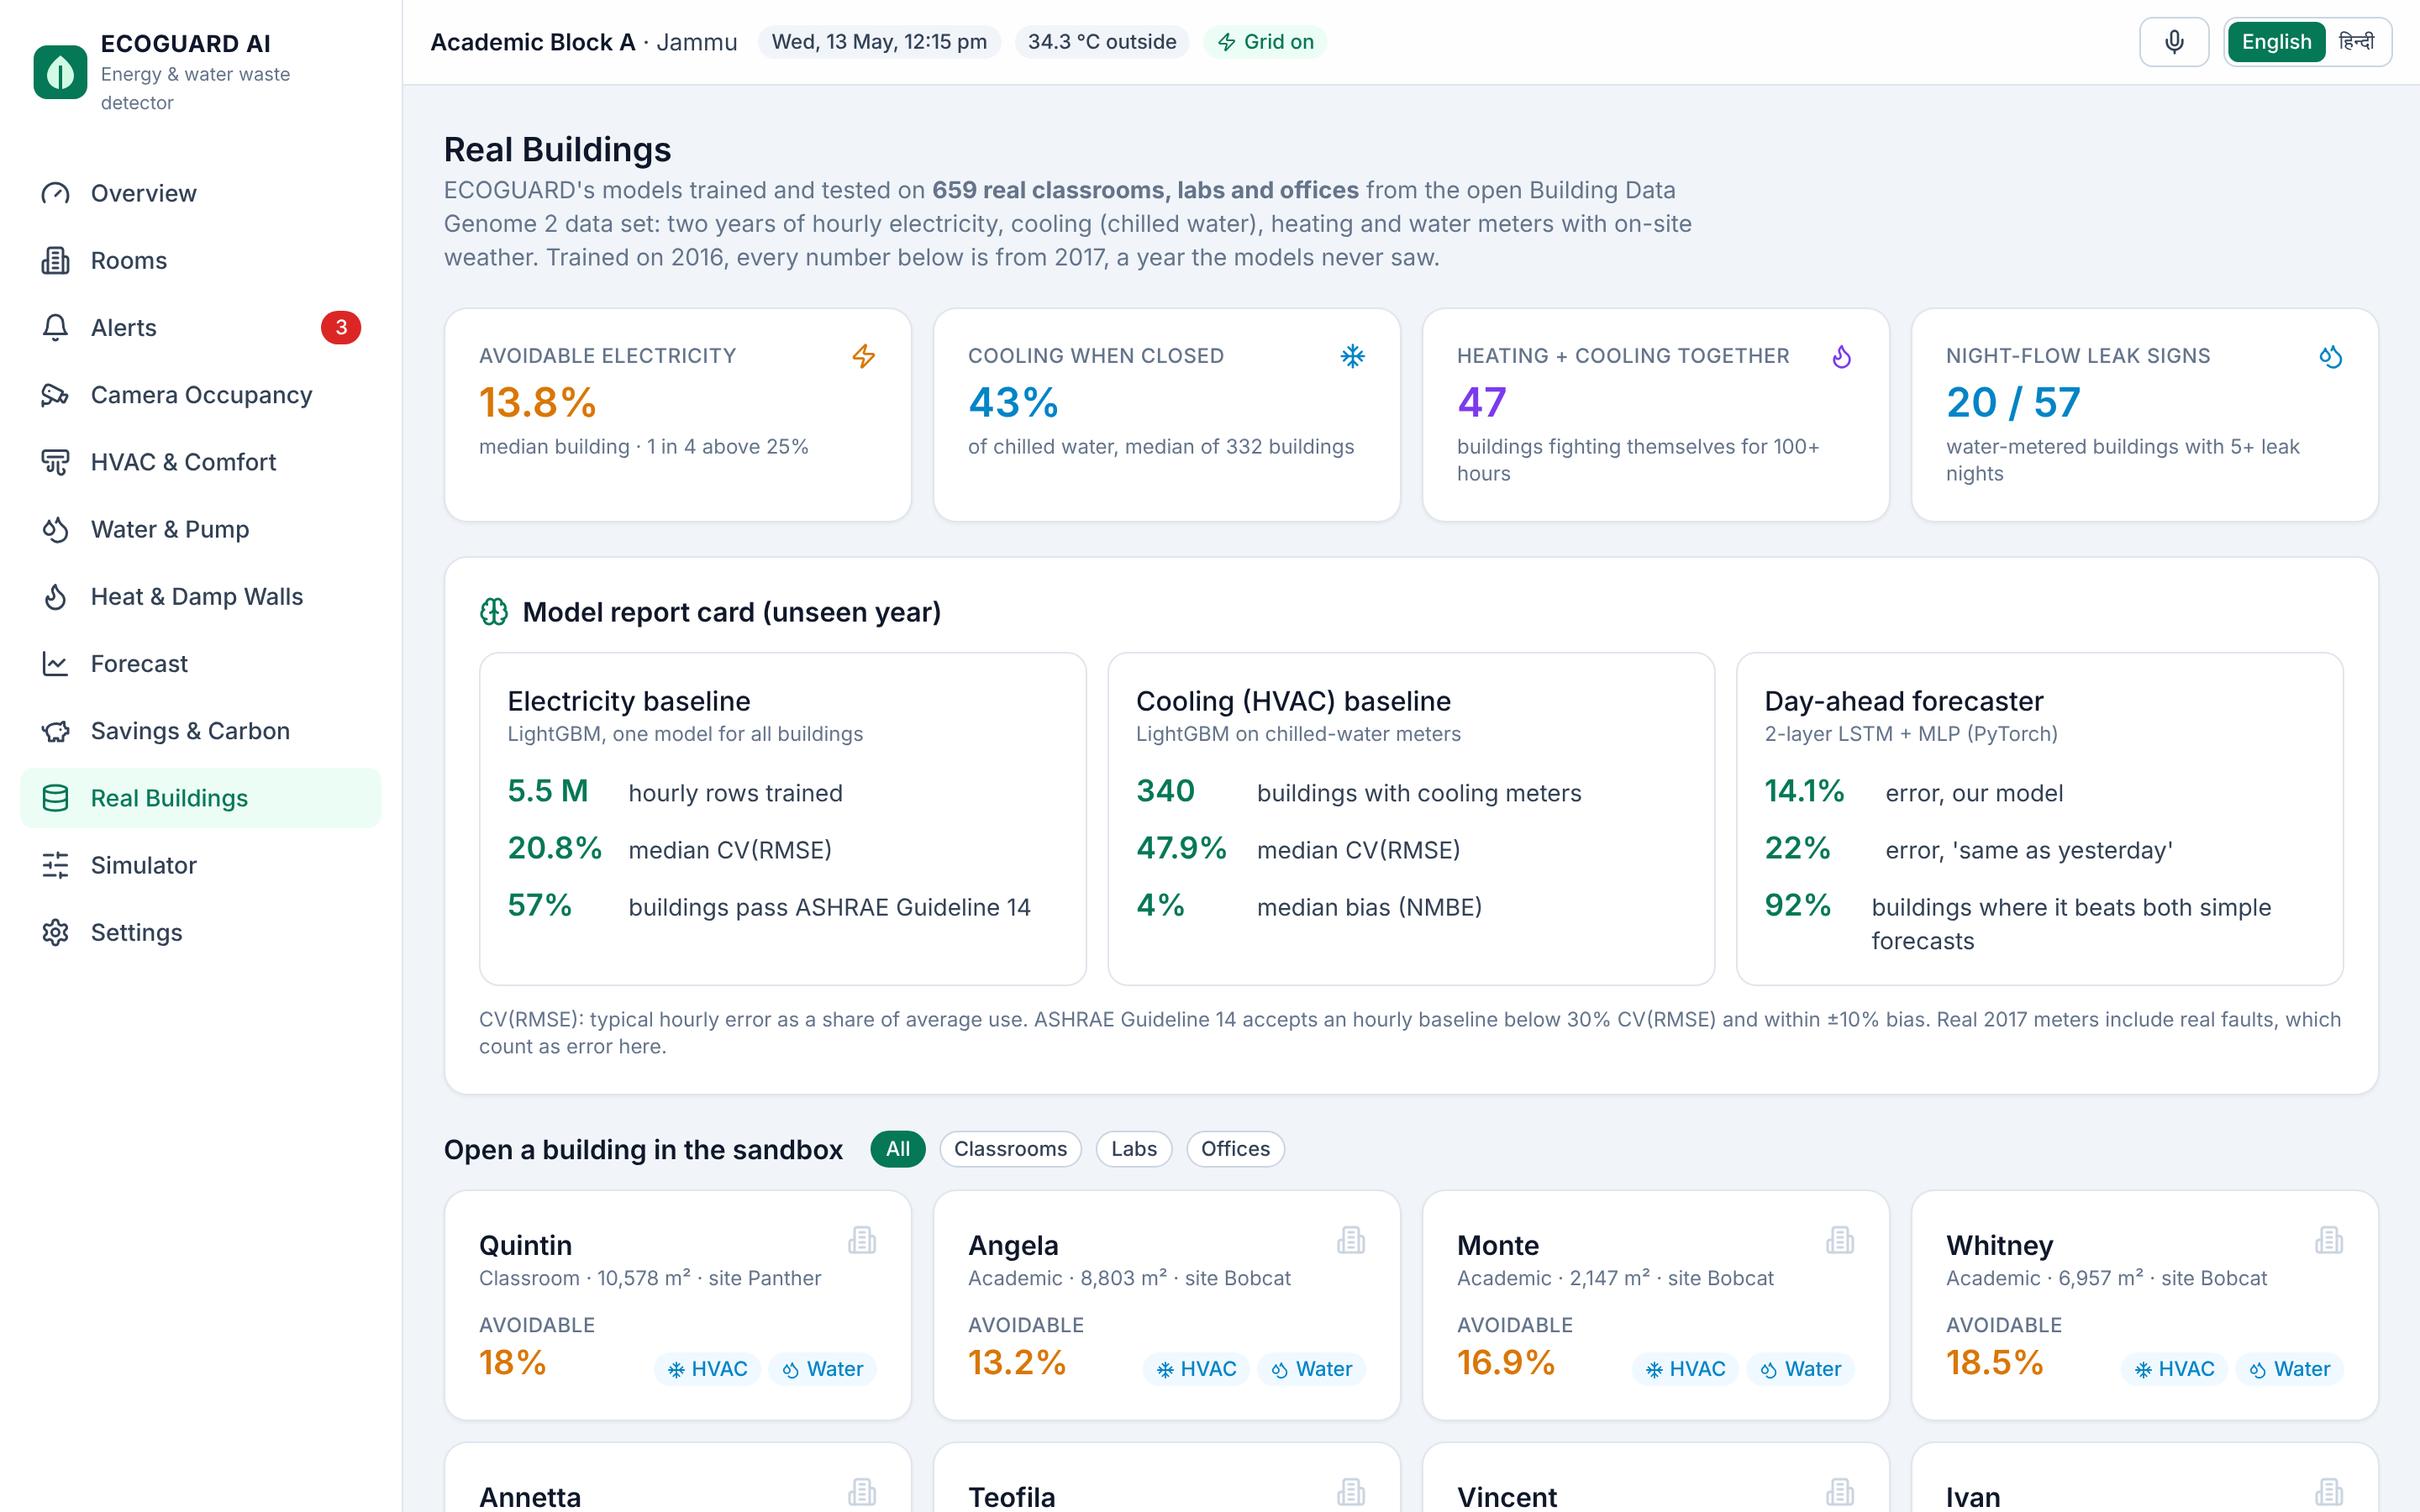 ECOGUARD AI
Energy & water waste
detector
Overview
Rooms
Alerts
3
Camera Occupancy
HVAC & Comfort
Water & Pump
Heat & Damp Walls
Forecast
Savings & Carbon
Real Buildings
Simulator
Settings
Academic Block A · Jammu
Wed, 13 May, 12:15 pm
34.3 °C outside
Grid on
English
हिन्दी
Real Buildings
ECOGUARD's models trained and tested on 659 real classrooms, labs and offices from the open Building Data
Genome 2 data set: two years of hourly electricity, cooling (chilled water), heating and water meters with on-site
weather. Trained on 2016, every number below is from 2017, a year the models never saw.
AVOIDABLE ELECTRICITY
13.8%
median building · 1 in 4 above 25%
COOLING WHEN CLOSED
43%
of chilled water, median of 332 buildings
HEATING + COOLING TOGETHER
47
buildings fighting themselves for 100+
hours
NIGHT-FLOW LEAK SIGNS
20 / 57
water-metered buildings with 5+ leak
nights
Model report card (unseen year)
Electricity baseline
LightGBM, one model for all buildings
5.5 M hourly rows trained
20.8% median CV(RMSE)
57% buildings pass ASHRAE Guideline 14
Cooling (HVAC) baseline
LightGBM on chilled-water meters
340 buildings with cooling meters
47.9% median CV(RMSE)
4% median bias (NMBE)
Day-ahead forecaster
2-layer LSTM + MLP (PyTorch)
14.1% error, our model
22% error, 'same as yesterday'
92% buildings where it beats both simple
forecasts
CV(RMSE): typical hourly error as a share of average use. ASHRAE Guideline 14 accepts an hourly baseline below 30% CV(RMSE) and within ±10% bias. Real 2017 meters include real faults, which
count as error here.
Open a building in the sandbox
All
Classrooms
Labs
Offices
Quintin
Classroom · 10,578 m² · site Panther
AVOIDABLE
18%
HVAC
Water
Angela
Academic · 8,803 m² · site Bobcat
AVOIDABLE
13.2%
HVAC
Water
Monte
Academic · 2,147 m² · site Bobcat
AVOIDABLE
16.9%
HVAC
Water
Whitney
Academic · 6,957 m² · site Bobcat
AVOIDABLE
18.5%
HVAC
Water
Annetta
Teofila
Vincent
Ivan